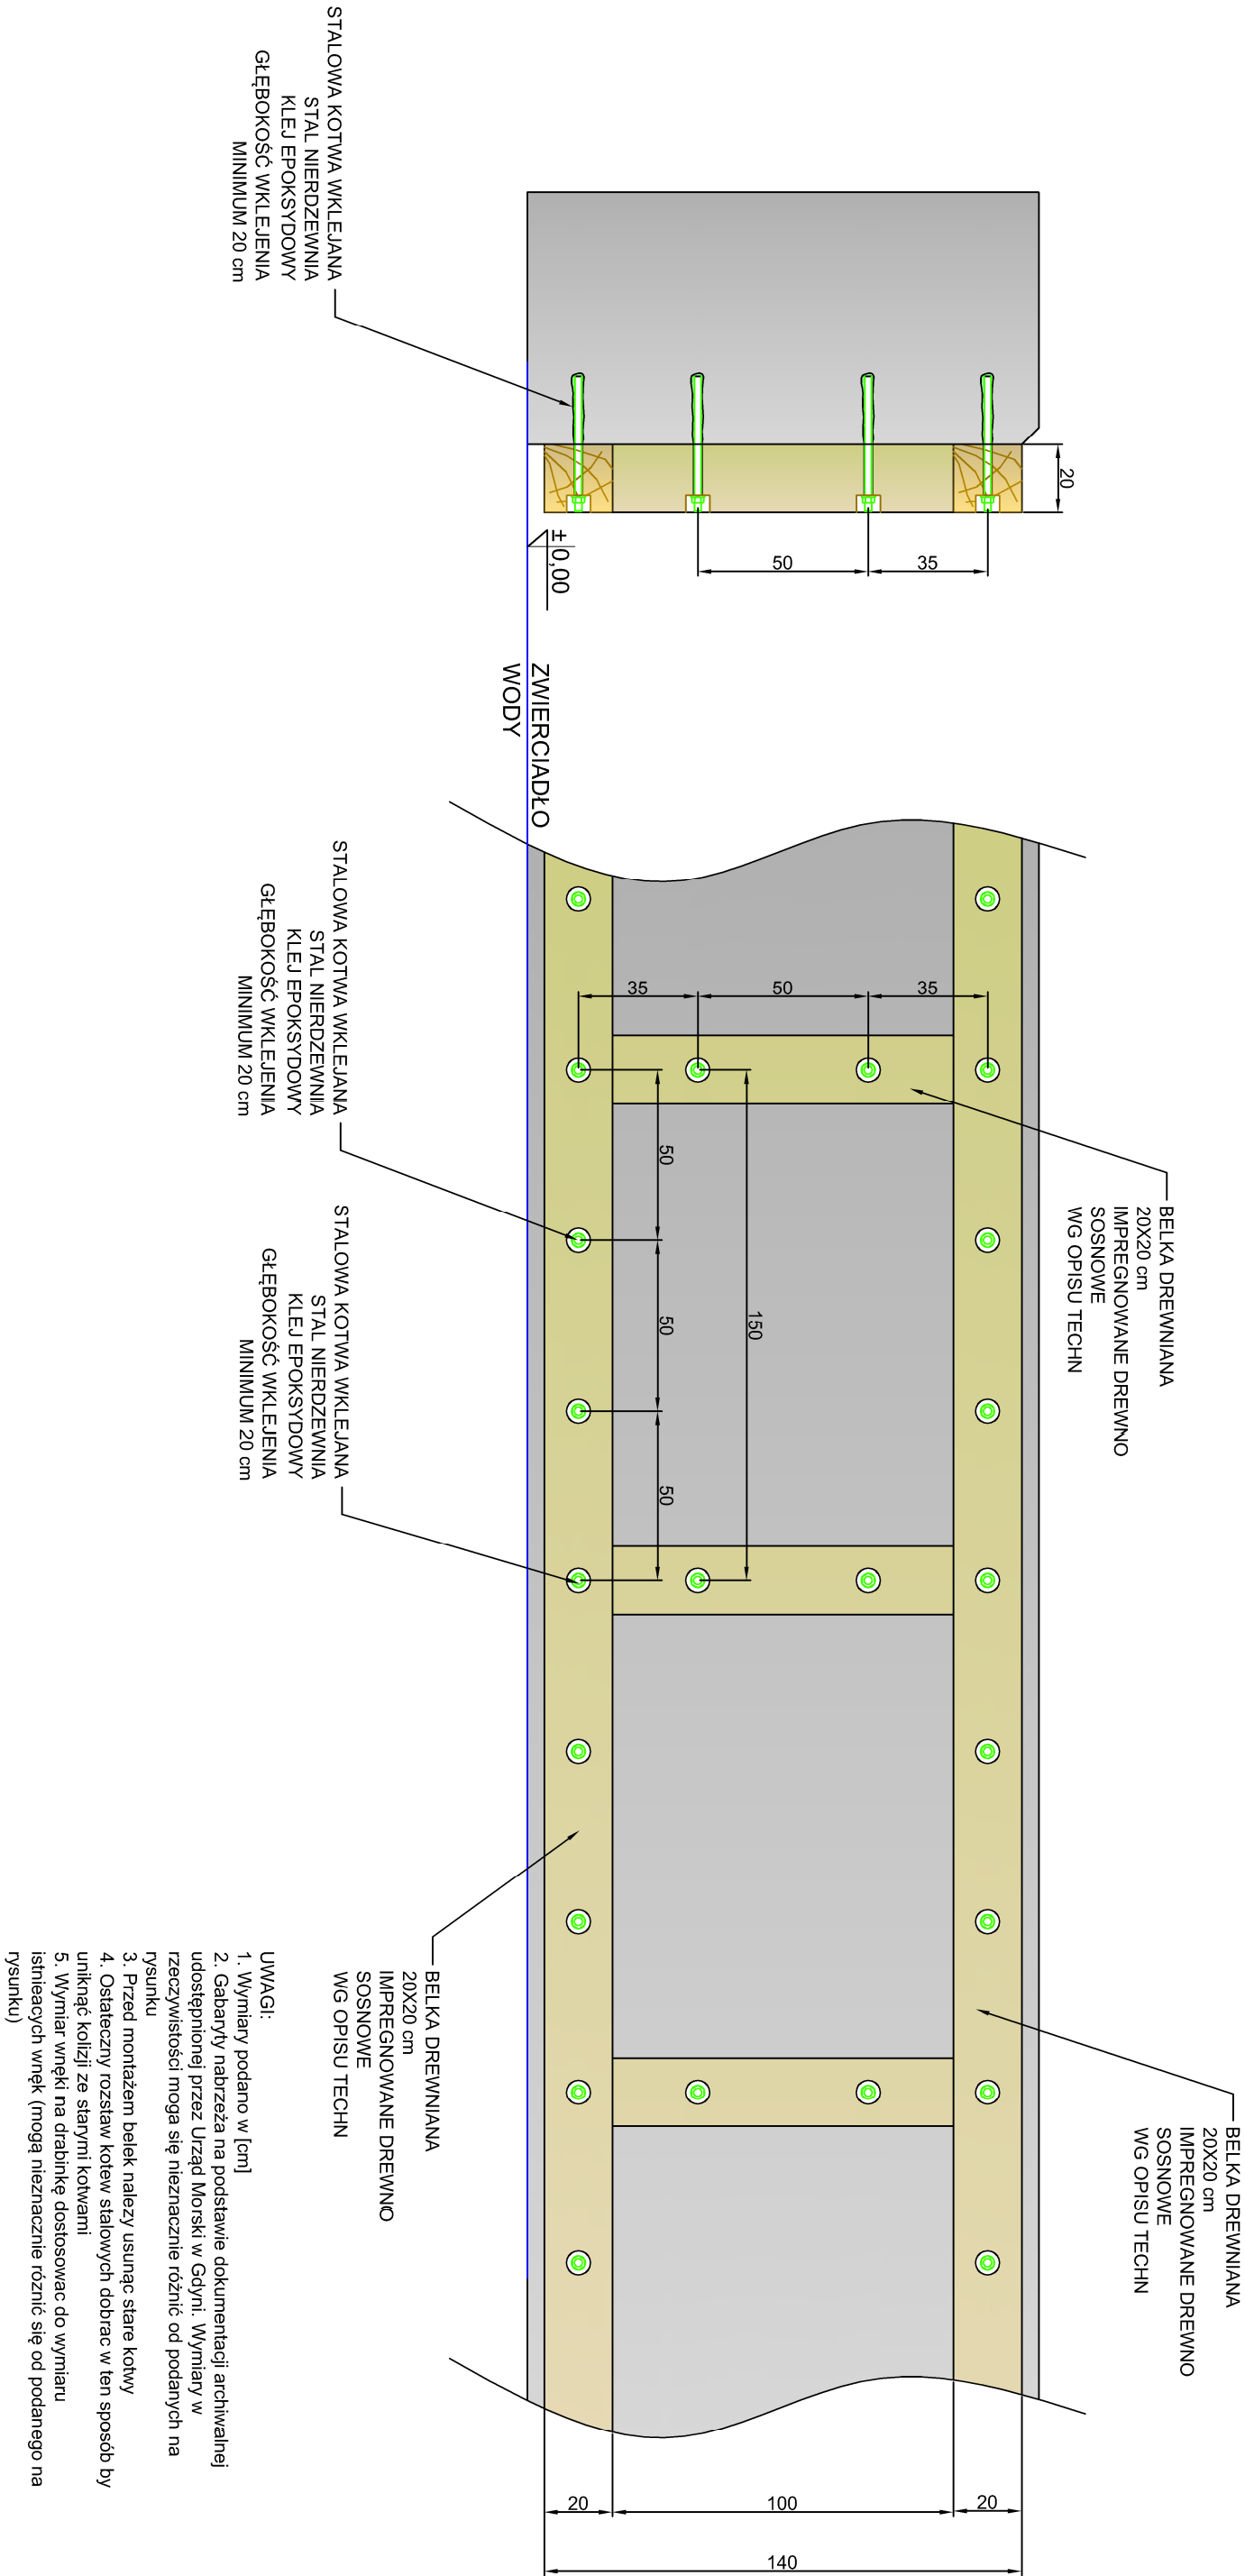 BELKA DREWNIANA
20X20 cm
IMPREGNOWANE DREWNO
SOSNOWE
WG OPISU TECHN
BELKA DREWNIANA
20X20 cm
IMPREGNOWANE DREWNO
SOSNOWE
WG OPISU TECHN
20
35
50
± 0,00
ZWIERCIADŁO
WODY
35
50
35
50
50
50
150
20
100
20
140
STALOWA KOTWA WKLEJANA
STAL NIERDZEWNIA
KLEJ EPOKSYDOWY
GŁĘBOKOŚĆ WKLEJENIA
MINIMUM 20 cm
STALOWA KOTWA WKLEJANA
STAL NIERDZEWNIA
KLEJ EPOKSYDOWY
GŁĘBOKOŚĆ WKLEJENIA
MINIMUM 20 cm
STALOWA KOTWA WKLEJANA
STAL NIERDZEWNIA
KLEJ EPOKSYDOWY
GŁĘBOKOŚĆ WKLEJENIA
MINIMUM 20 cm
BELKA DREWNIANA
20X20 cm
IMPREGNOWANE DREWNO
SOSNOWE
WG OPISU TECHN
UWAGI:
1. Wymiary podano w [cm]
2. Gabaryty nabrzeża na podstawie dokumentacji archiwalnej
udostępnionej przez Urząd Morski w Gdyni. Wymiary w
rzeczywistości moga się nieznacznie różnić od podanych na
rysunku
3. Przed montażem belek nalezy usunąc stare kotwy
4. Ostateczny rozstaw kotew stalowych dobrac w ten sposób by
uniknąć kolizji ze starymi kotwami
5. Wymiar wnęki na drabinkę dostosowac do wymiaru
istnieacych wnęk (mogą nieznacznie róznić się od podanego na
rysunku)